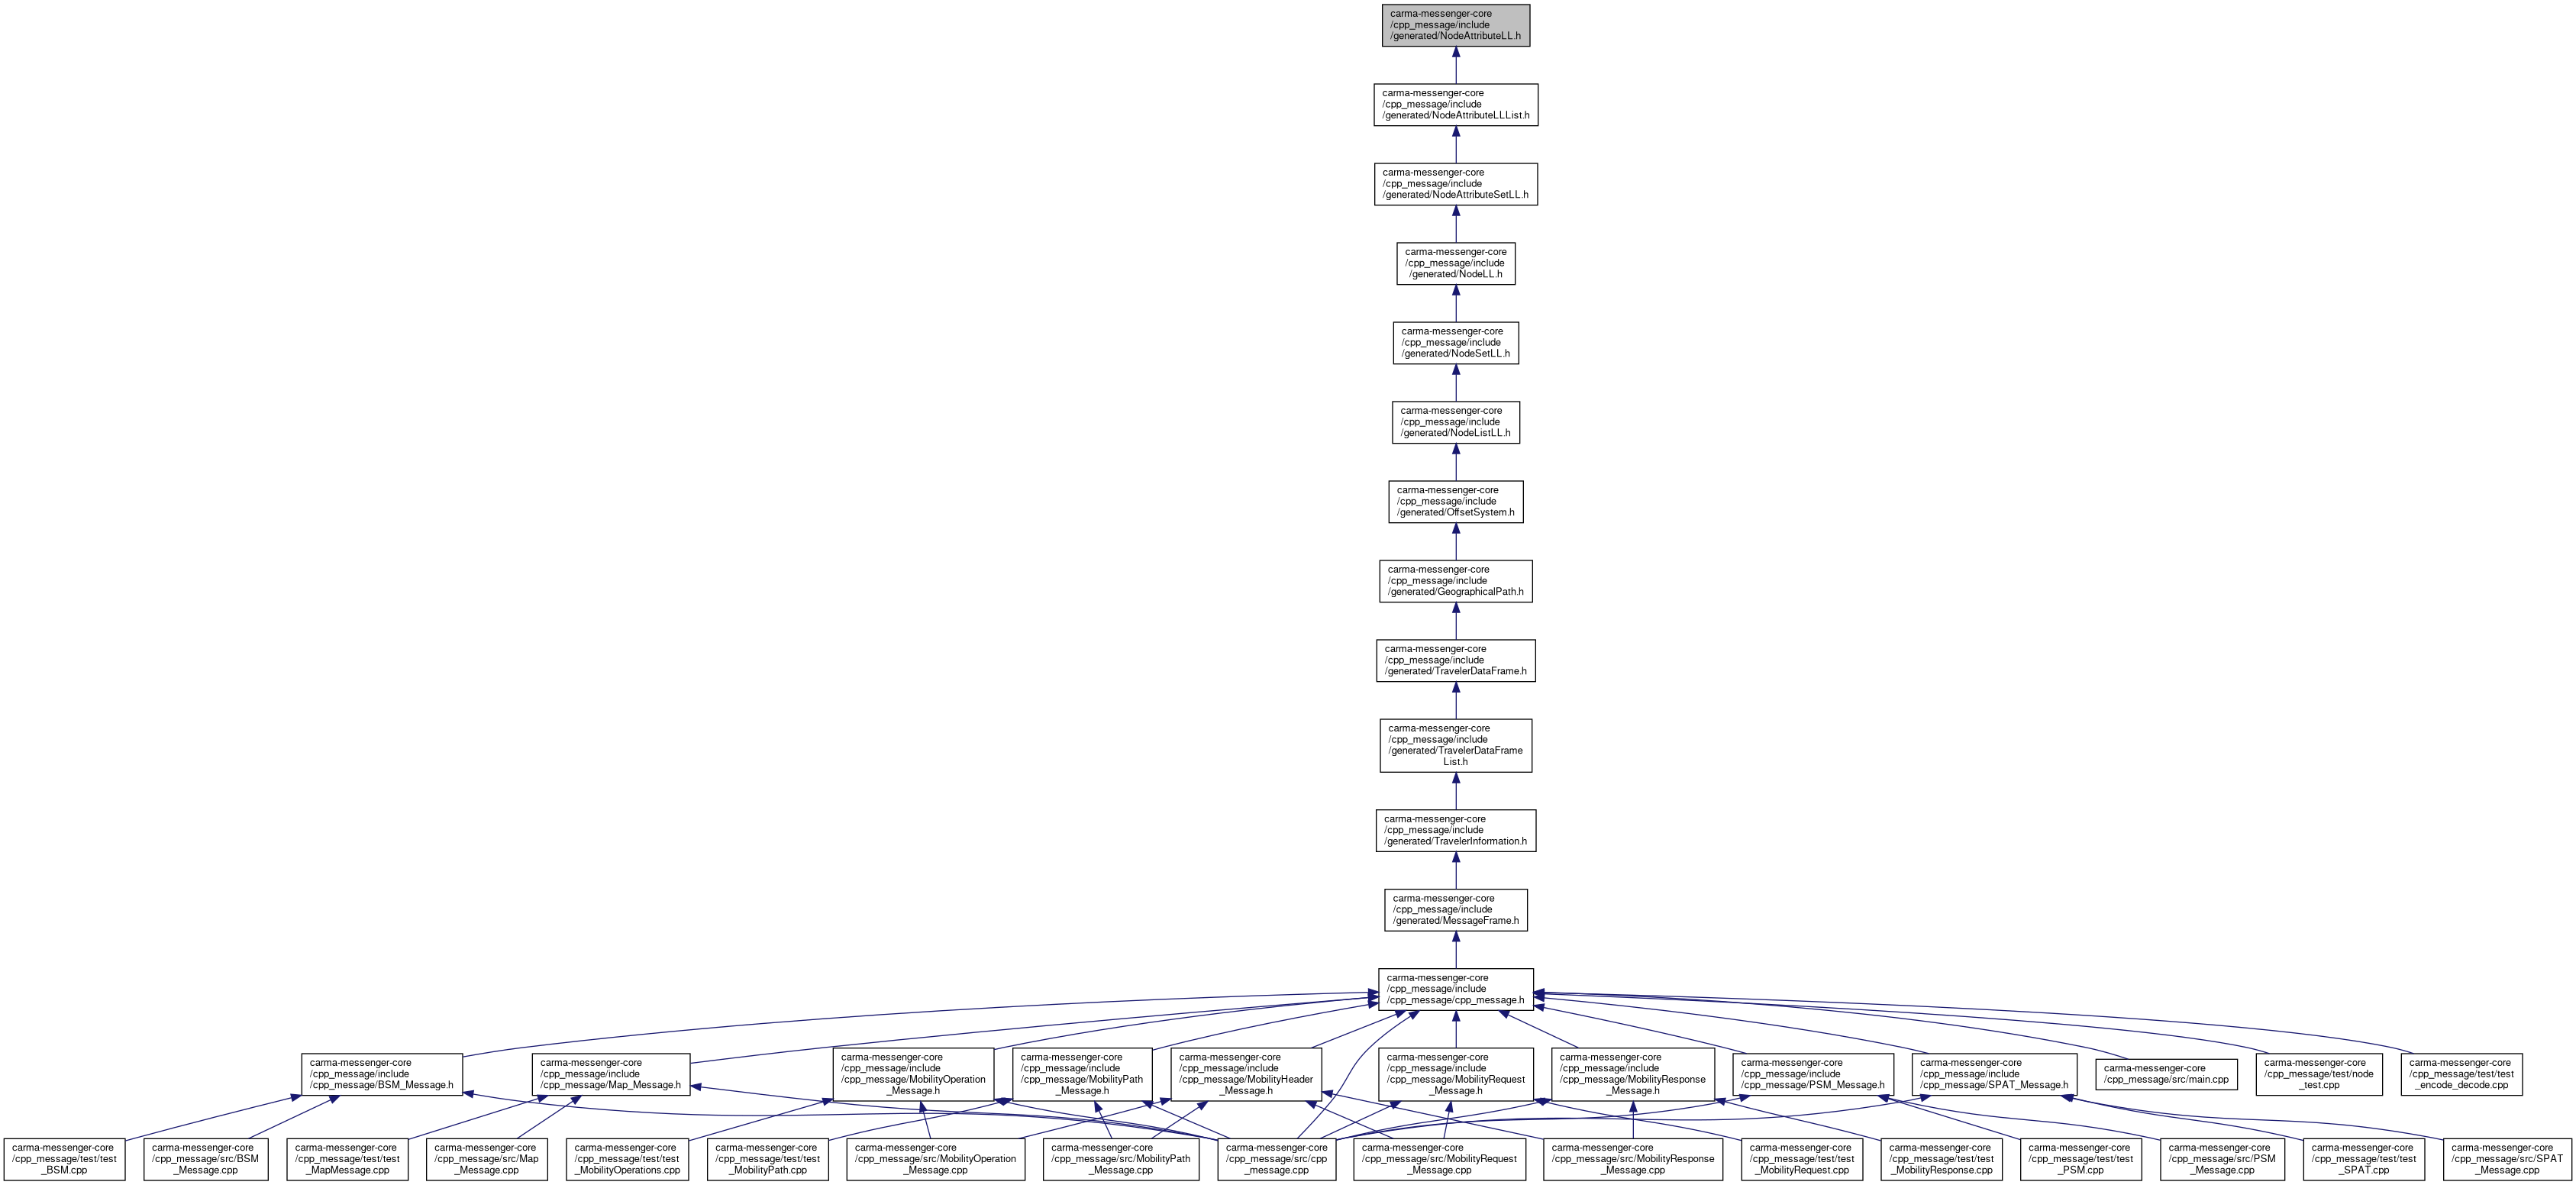 carma-messenger-core
/cpp_message/include
/generated/NodeAttributeLL.h
carma-messenger-core
/cpp_message/include
/generated/NodeAttributeLLList.h
carma-messenger-core
/cpp_message/include
/generated/NodeAttributeSetLL.h
carma-messenger-core
/cpp_message/include
/generated/NodeLL.h
carma-messenger-core
/cpp_message/include
/generated/NodeSetLL.h
carma-messenger-core
/cpp_message/include
/generated/NodeListLL.h
carma-messenger-core
/cpp_message/include
/generated/OffsetSystem.h
carma-messenger-core
/cpp_message/include
/generated/GeographicalPath.h
carma-messenger-core
/cpp_message/include
/generated/TravelerDataFrame.h
carma-messenger-core
/cpp_message/include
/generated/TravelerDataFrame
List.h
carma-messenger-core
/cpp_message/include
/generated/TravelerInformation.h
carma-messenger-core
/cpp_message/include
/generated/MessageFrame.h
carma-messenger-core
/cpp_message/include
/cpp_message/cpp_message.h
carma-messenger-core
/cpp_message/include
/cpp_message/BSM_Message.h
carma-messenger-core
/cpp_message/include
/cpp_message/Map_Message.h
carma-messenger-core
/cpp_message/include
/cpp_message/MobilityOperation
_Message.h
carma-messenger-core
/cpp_message/include
/cpp_message/MobilityPath
_Message.h
carma-messenger-core
/cpp_message/include
/cpp_message/MobilityHeader
_Message.h
carma-messenger-core
/cpp_message/include
/cpp_message/MobilityRequest
_Message.h
carma-messenger-core
/cpp_message/include
/cpp_message/MobilityResponse
_Message.h
carma-messenger-core
/cpp_message/include
/cpp_message/PSM_Message.h
carma-messenger-core
/cpp_message/include
/cpp_message/SPAT_Message.h
carma-messenger-core
/cpp_message/src/main.cpp
carma-messenger-core
/cpp_message/test/node
_test.cpp
carma-messenger-core
/cpp_message/test/test
_encode_decode.cpp
carma-messenger-core
/cpp_message/test/test
_BSM.cpp
carma-messenger-core
/cpp_message/src/BSM
_Message.cpp
carma-messenger-core
/cpp_message/test/test
_MapMessage.cpp
carma-messenger-core
/cpp_message/src/Map
_Message.cpp
carma-messenger-core
/cpp_message/test/test
_MobilityOperations.cpp
carma-messenger-core
/cpp_message/test/test
_MobilityPath.cpp
carma-messenger-core
/cpp_message/src/MobilityOperation
_Message.cpp
carma-messenger-core
/cpp_message/src/MobilityPath
_Message.cpp
carma-messenger-core
/cpp_message/src/cpp
_message.cpp
carma-messenger-core
/cpp_message/src/MobilityRequest
_Message.cpp
carma-messenger-core
/cpp_message/src/MobilityResponse
_Message.cpp
carma-messenger-core
/cpp_message/test/test
_MobilityRequest.cpp
carma-messenger-core
/cpp_message/test/test
_MobilityResponse.cpp
carma-messenger-core
/cpp_message/test/test
_PSM.cpp
carma-messenger-core
/cpp_message/src/PSM
_Message.cpp
carma-messenger-core
/cpp_message/test/test
_SPAT.cpp
carma-messenger-core
/cpp_message/src/SPAT
_Message.cpp